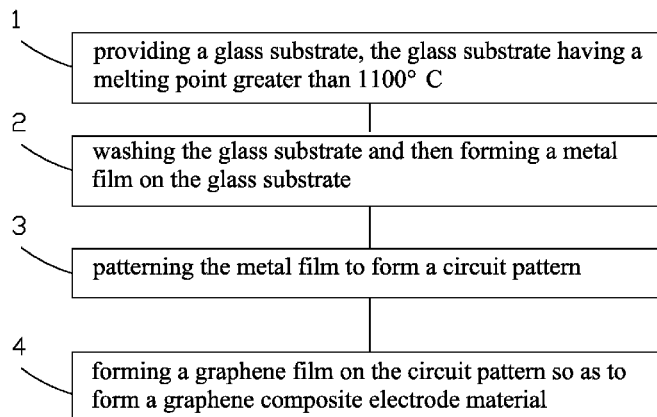 1
providing a glass substrate, the glass substrate having a
melting point greater than 1100° C
2
washing the glass substrate and then forming a metal
film on the glass substrate
3
patterning the metal film to form a circuit pattern
4
forming a graphene film on the circuit pattern so as to
form a graphene composite electrode material